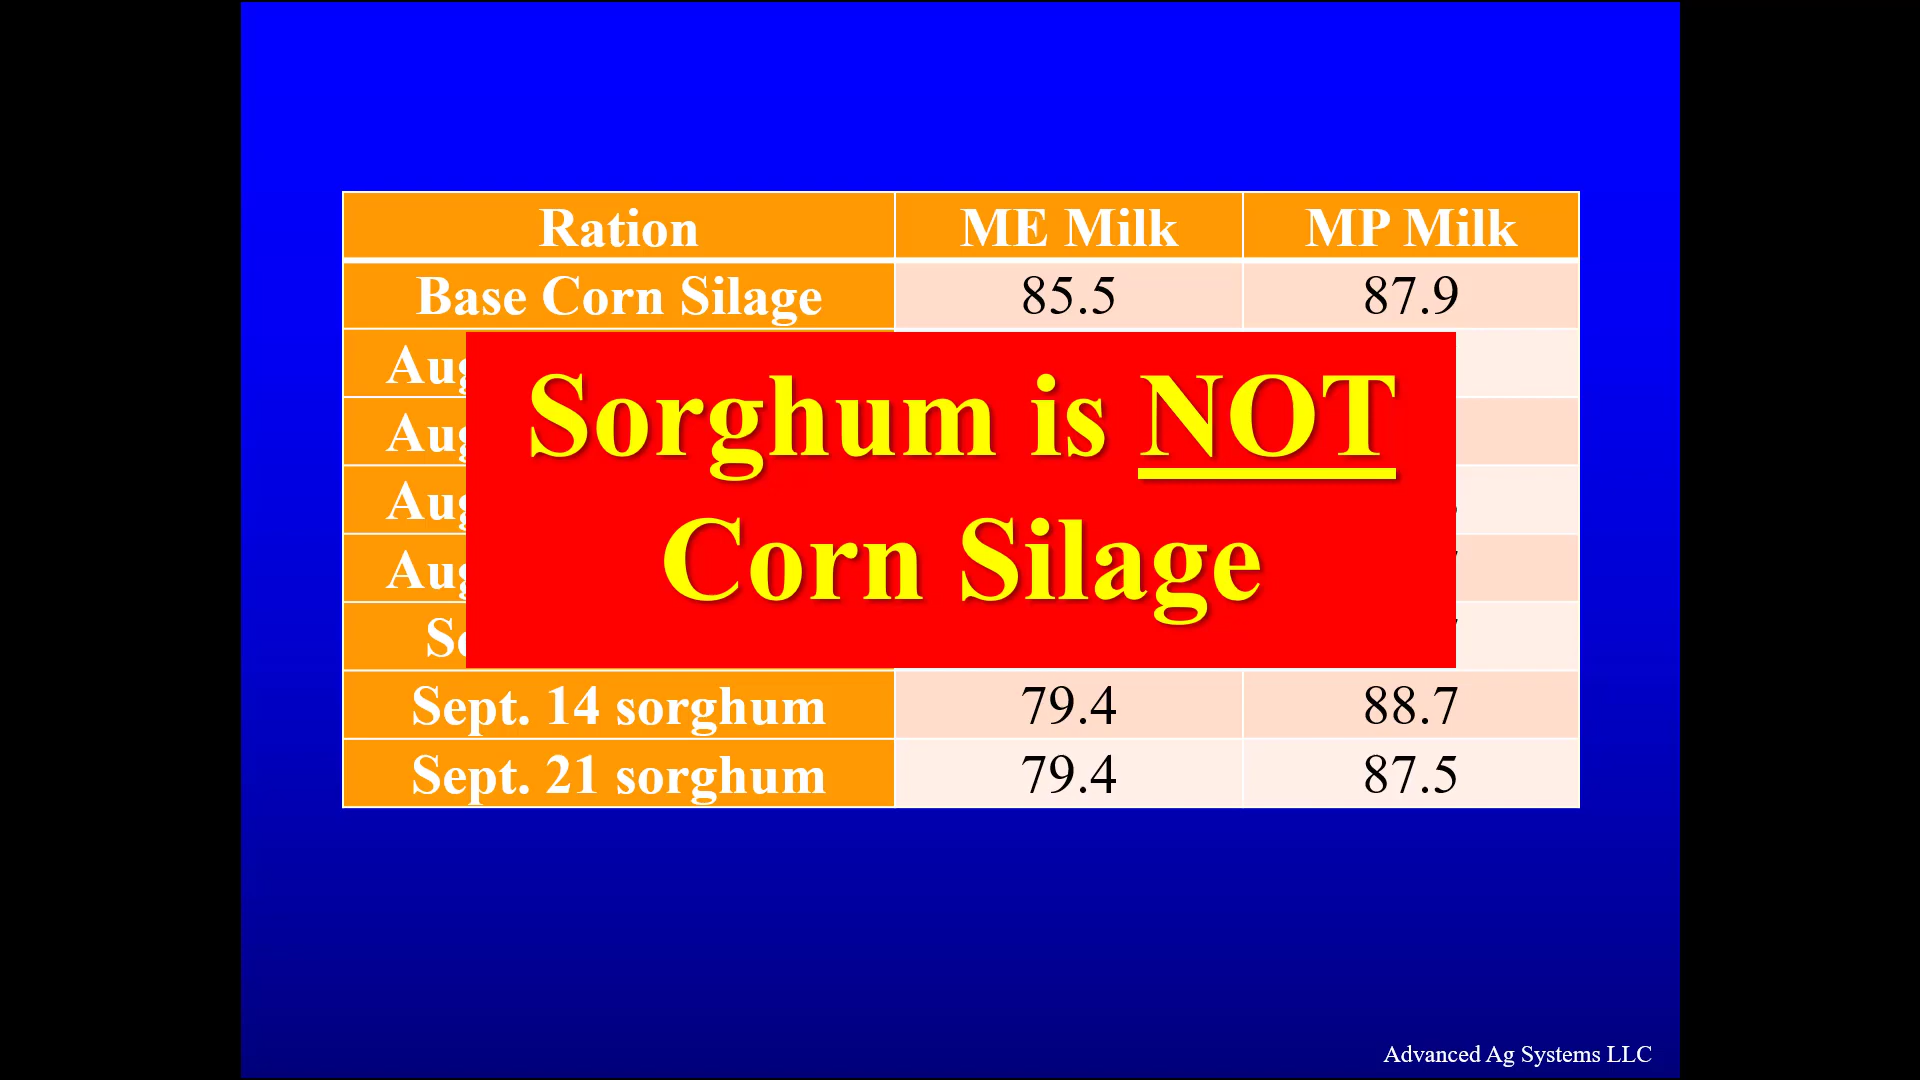 Ration ME Milk MP Milk
Base Corn Silage 85.5 87.9
Sorghum is NOT
Corn Silage
Sept. 14 sorghum 79.4 88.7
Sept. 21 sorghum 79.4 87.5
Advanced Ag Systems LLC